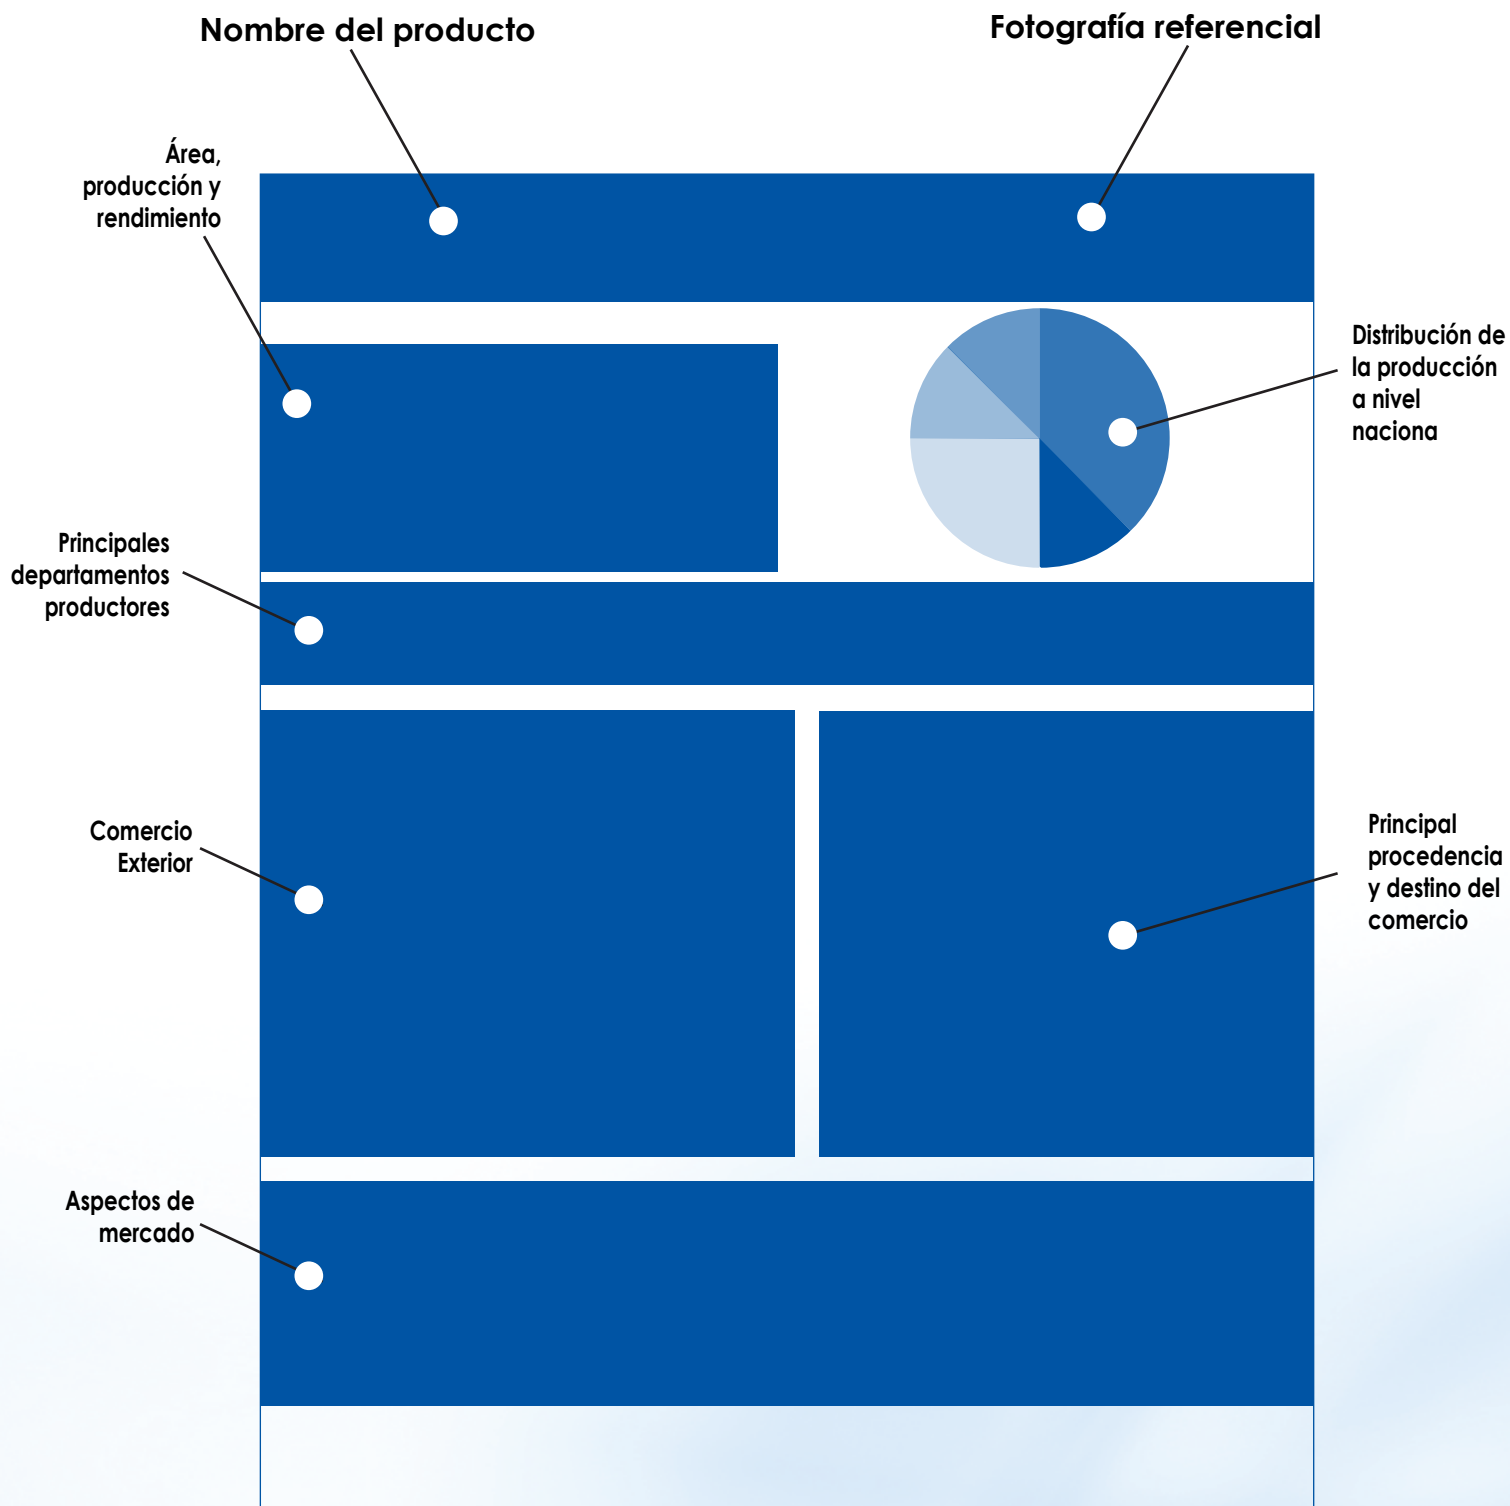 Nombre del producto
Fotografía referencial
Área,
producción y
rendimiento
Distribución de
la producción
a nivel
naciona
Principales
departamentos
productores
Comercio
Exterior
Principal
procedencia
y destino del
comercio
Aspectos de
mercado